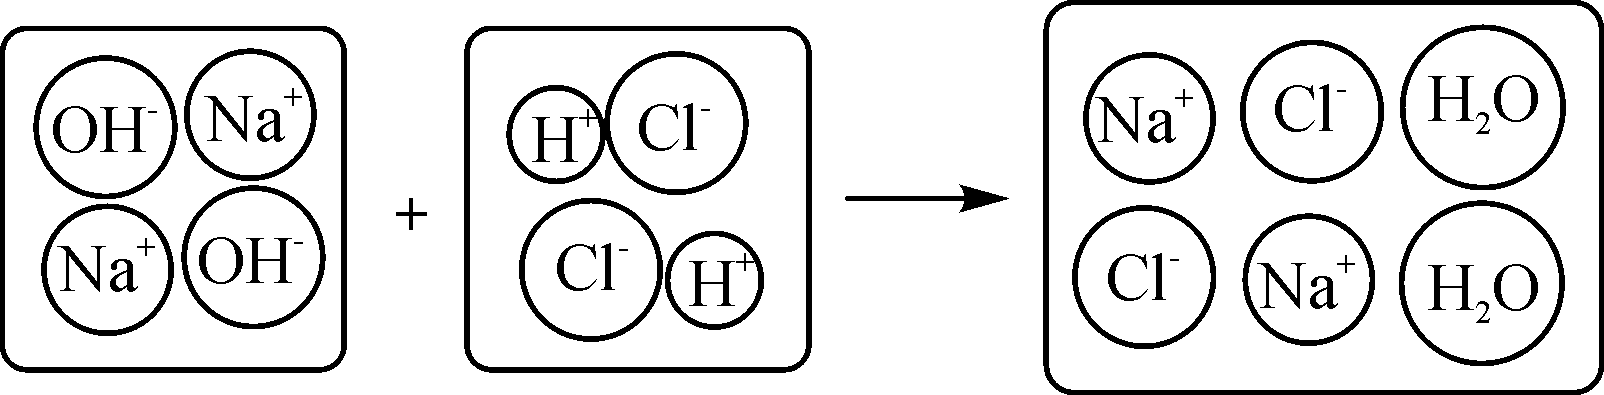 OH⁻ Na⁺
Na⁺ OH⁻
+
H⁺ Cl⁻
Cl⁻ H⁺
Na⁺ Cl⁻ H₂O
Cl⁻ Na⁺ H₂O